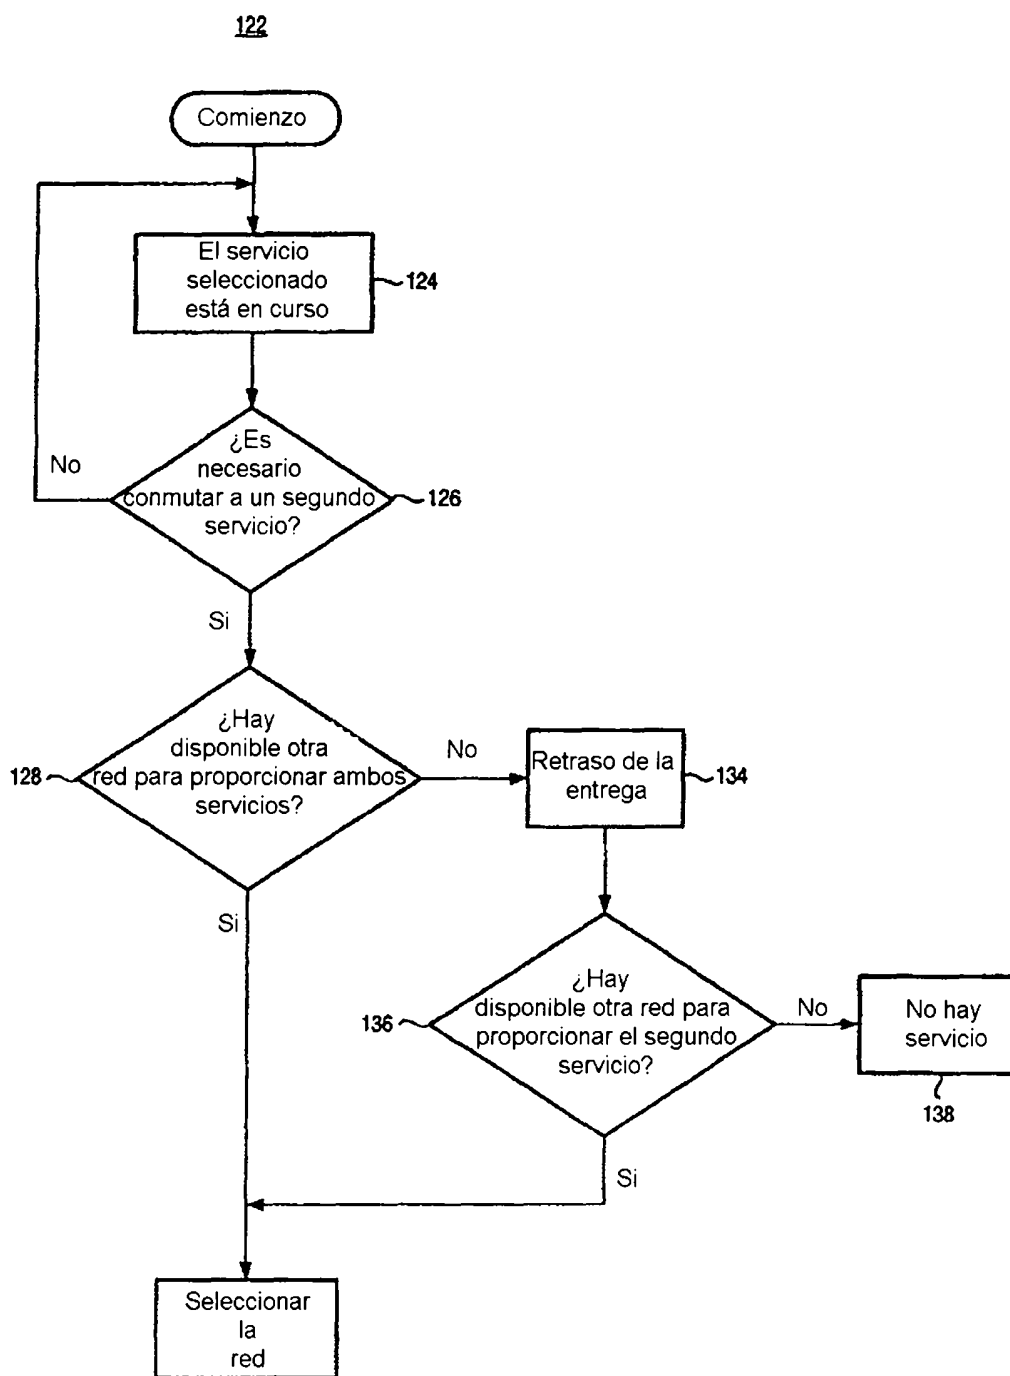 122
Comienzo
El servicio
seleccionado
está en curso
124
¿Es
necesario
conmutar a un segundo
servicio?
126
No
Si
¿Hay
disponible otra
red para proporcionar ambos
servicios?
128
No
Retraso de la
entrega
134
Si
¿Hay
disponible otra red para
proporcionar el segundo
servicio?
136
No
No hay
servicio
138
Si
Seleccionar
la
red